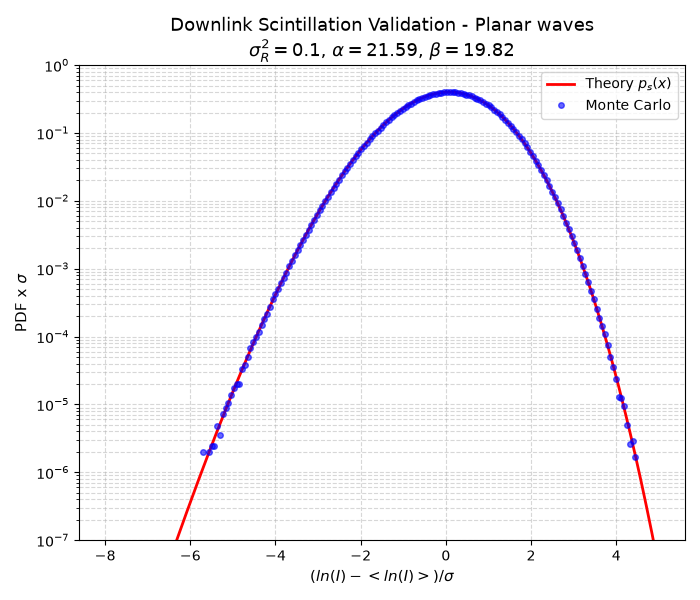 Downlink Scintillation Validation - Planar waves
$\sigma_R^2 = 0.1$, $\alpha = 21.59$, $\beta = 19.82$
Theory $p_s(x)$
Monte Carlo
PDF x $\sigma$
$10^0$
$10^{-1}$
$10^{-2}$
$10^{-3}$
$10^{-4}$
$10^{-5}$
$10^{-6}$
$10^{-7}$
−8 −6 −4 −2 0 2 4
$(ln(I) - <ln(I)>)/\sigma$